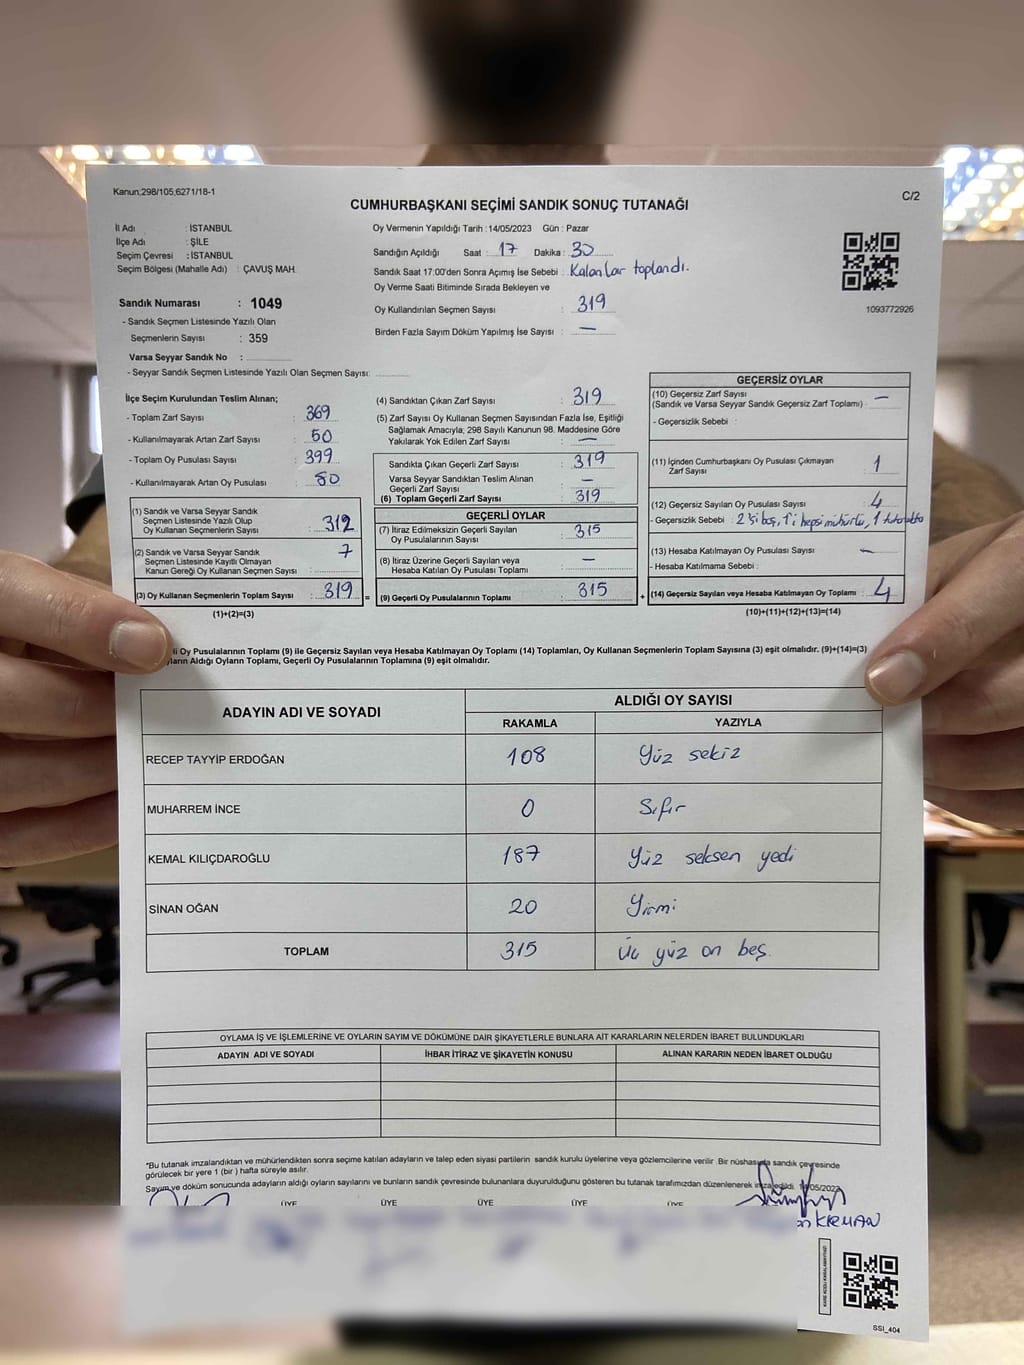 Kanun;298/105;6271/18-1
C/2
CUMHURBAŞKANI SEÇİMİ SANDIK SONUÇ TUTANAĞI
İl Adı : İSTANBUL
İlçe Adı : ŞİLE
Seçim Çevresi : İSTANBUL
Seçim Bölgesi (Mahalle Adı) : ÇAVUŞ MAH.
Sandık Numarası : 1049
- Sandık Seçmen Listesinde Yazılı Olan
Seçmenlerin Sayısı : 359
Varsa Seyyar Sandık No :
- Seyyar Sandık Seçmen Listesinde Yazılı Olan Seçmen Sayısı:
Oy Vermenin Yapıldığı Tarih : 14/05/2023 Gün : Pazar
Sandığın Açıldığı Saat : 17 Dakika : 30
Sandık Saat 17:00'den Sonra Açımış İse Sebebi : Kalanlar toplandı.
Oy Verme Saati Bitiminde Sırada Bekleyen ve
Oy Kullandırılan Seçmen Sayısı : 319
Birden Fazla Sayım Döküm Yapılmış İse Sayısı : —
1093772926
İlçe Seçim Kurulundan Teslim Alınan;
- Toplam Zarf Sayısı : 369
- Kullanılmayarak Artan Zarf Sayısı : 50
- Toplam Oy Pusulası Sayısı : 399
- Kullanılmayarak Artan Oy Pusulası : 80
(1) Sandık ve Varsa Seyyar Sandık
Seçmen Listesinde Yazılı Olup
Oy Kullanan Seçmenlerin Sayısı : 312
(2) Sandık ve Varsa Seyyar Sandık
Seçmen Listesinde Kayıtlı Olmayan
Kanun Gereği Oy Kullanan Seçmen Sayısı : 7
(3) Oy Kullanan Seçmenlerin Toplam Sayısı : 319
(1)+(2)=(3)
(4) Sandıktan Çıkan Zarf Sayısı : 319
(5) Zarf Sayısı Oy Kullanan Seçmen Sayısından Fazla İse, Eşitliği
Sağlamak Amacıyla; 298 Sayılı Kanunun 98. Maddesine Göre
Yakılarak Yok Edilen Zarf Sayısı : —
Sandıkta Çıkan Geçerli Zarf Sayısı : 319
Varsa Seyyar Sandıktan Teslim Alınan
Geçerli Zarf Sayısı : —
(6) Toplam Geçerli Zarf Sayısı : 319
GEÇERLİ OYLAR
(7) İtiraz Edilmeksizin Geçerli Sayılan
Oy Pusulalarının Sayısı : 315
(8) İtiraz Üzerine Geçerli Sayılan veya
Hesaba Katılan Oy Pusulası Toplamı : —
= (9) Geçerli Oy Pusulalarının Toplamı : 315
GEÇERSİZ OYLAR
(10) Geçersiz Zarf Sayısı
(Sandık ve Varsa Seyyar Sandık Geçersiz Zarf Toplamı) : —
- Geçersizlik Sebebi :
(11) İçinden Cumhurbaşkanı Oy Pusulası Çıkmayan
Zarf Sayısı : 1
(12) Geçersiz Sayılan Oy Pusulası Sayısı : 4
- Geçersizlik Sebebi : 2'si boş, 1'i hepsi mühürlü, 1
(13) Hesaba Katılmayan Oy Pusulası Sayısı : —
- Hesaba Katılmama Sebebi :
+ (14) Geçersiz Sayılan veya Hesaba Katılmayan Oy Toplamı : 4
(10)+(11)+(12)+(13)=(14)
li Oy Pusulalarının Toplamı (9) ile Geçersiz Sayılan veya Hesaba Katılmayan Oy Toplamı (14) Toplamları, Oy Kullanan Seçmenlerin Toplam Sayısına (3) eşit olmalıdır. (9)+(14)=(3)
ların Aldığı Oyların Toplamı, Geçerli Oy Pusulalarının Toplamına (9) eşit olmalıdır.
ADAYIN ADI VE SOYADI ALDIĞI OY SAYISI
RAKAMLA YAZIYLA
RECEP TAYYİP ERDOĞAN 108 Yüz sekiz
MUHARREM İNCE 0 Sıfır
KEMAL KILIÇDAROĞLU 187 Yüz seksen yedi
SİNAN OĞAN 20 Yirmi
TOPLAM 315 Üç yüz on beş.
OYLAMA İŞ VE İŞLEMLERİNE VE OYLARIN SAYIM VE DÖKÜMÜNE DAİR ŞİKAYETLERLE BUNLARA AİT KARARLARIN NELERDEN İBARET BULUNDUKLARI
ADAYIN ADI VE SOYADI İHBAR İTİRAZ VE ŞİKAYETİN KONUSU ALINAN KARARIN NEDEN İBARET OLDUĞU
*Bu tutanak imzalandıktan ve mühürlendikten sonra seçime katılan adayların ve talep eden siyasi partilerin sandık kurulu üyelerine veya gözlemcilerine verilir. Bir nüshası da sandık çevresinde
görülecek bir yere 1 (bir ) hafta süreyle asılır.
Sayım ve döküm sonucunda adayların aldığı oyların sayılarını ve bunların sandık çevresinde bulunanlara duyurulduğunu gösteren bu tutanak tarafımızdan düzenlenerek imza edildi. 14/05/2023
ÜYE ÜYE ÜYE ÜYE ÜYE
KIRMAN
SSI_404